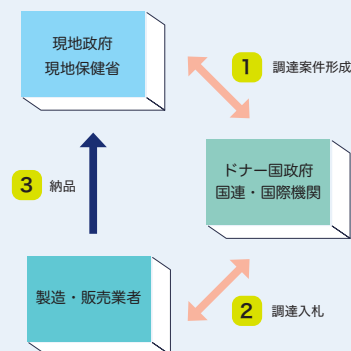 現地政府
現地保健省
1 調達案件形成
ドナー国政府
国連・国際機関
3 納品
製造・販売業者
2 調達入札